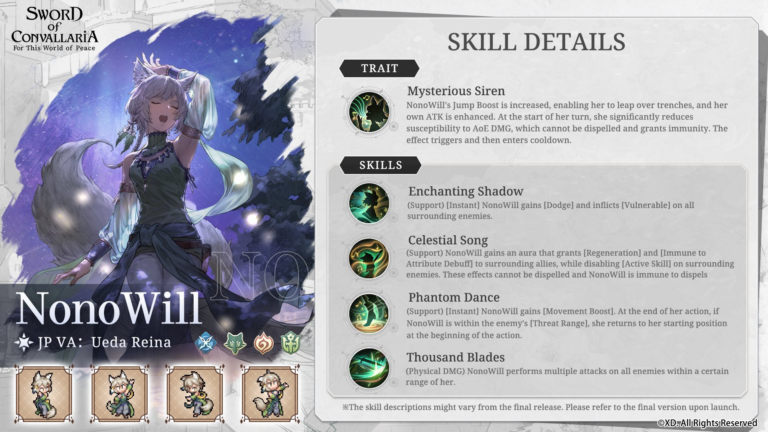 SWORD
of
CONVALLARIA
For This World of Peace
SKILL DETAILS
TRAIT
Mysterious Siren
NonoWill's Jump Boost is increased, enabling her to leap over trenches, and her
own ATK is enhanced. At the start of her turn, she significantly reduces
susceptibility to AoE DMG, which cannot be dispelled and grants immunity. The
effect triggers and then enters cooldown.
SKILLS
Enchanting Shadow
(Support) [Instant] NonoWill gains [Dodge] and inflicts [Vulnerable] on all
surrounding enemies.
Celestial Song
(Support) NonoWill gains an aura that grants [Regeneration] and [Immune to
Attribute Debuff] to surrounding allies, while disabling [Active Skill] on surrounding
enemies. These effects cannot be dispelled and NonoWill is immune to dispels
Phantom Dance
(Support) [Instant] NonoWill gains [Movement Boost]. At the end of her action, if
NonoWill is within the enemy's [Threat Range], she returns to her starting position
at the beginning of the action.
Thousand Blades
(Physical DMG) NonoWill performs multiple attacks on all enemies within a certain
range of her.
NO
NonoWill
JP VA: Ueda Reina
※The skill descriptions might vary from the final release. Please refer to the final version upon launch.
©XD. All Rights Reserved